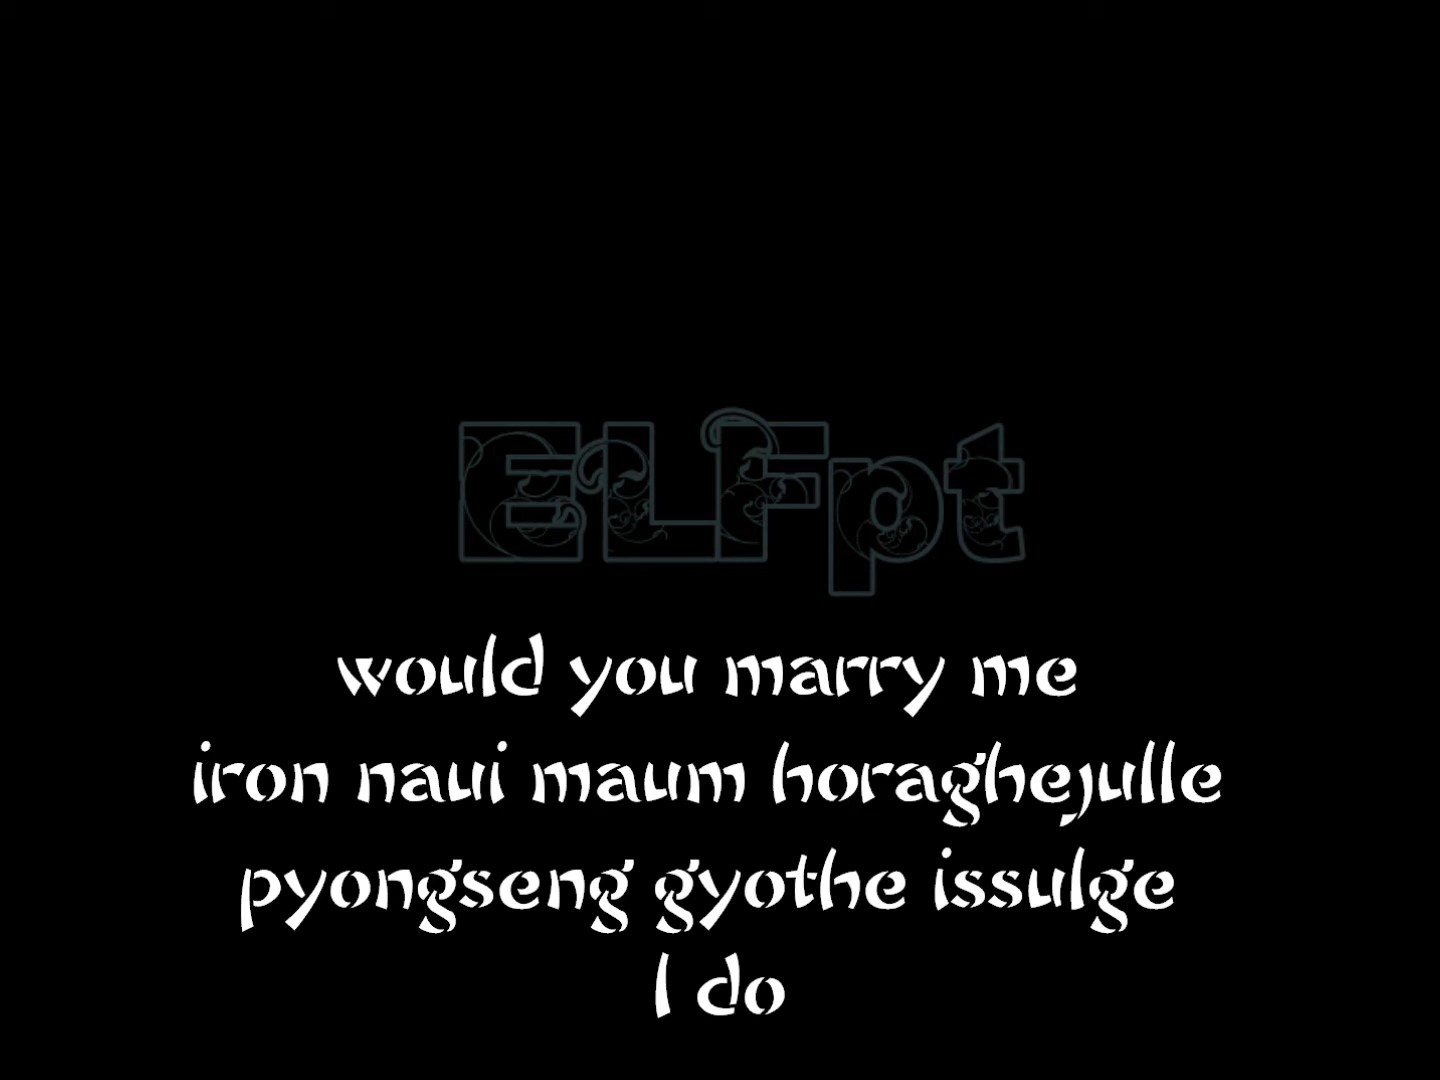 ELFpt
would you marry me
iron naui maum horaghejulle
pyongseng gyothe issulge
I do